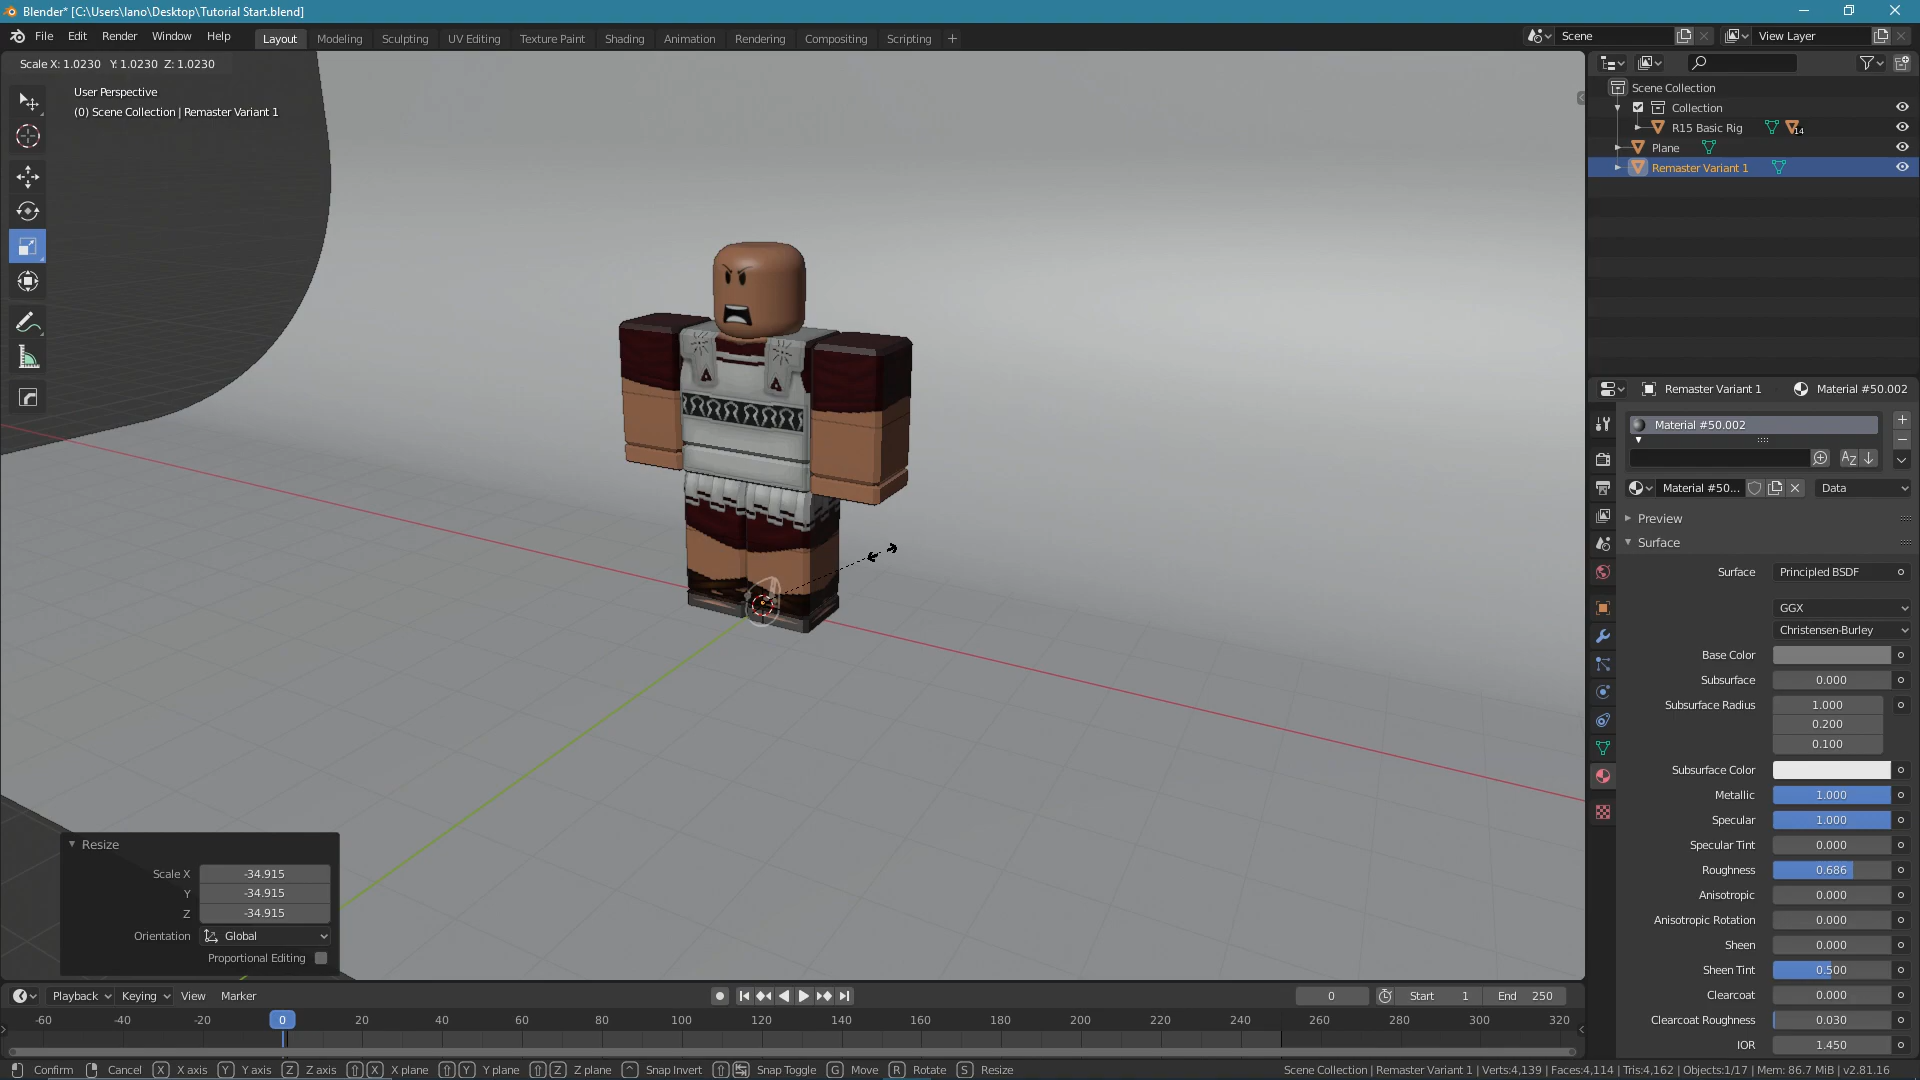 Blender* [C:\Users\Iano\Desktop\Tutorial Start.blend]
File Edit Render Window Help Layout Modeling Sculpting UV Editing Texture Paint Shading Animation Rendering Compositing Scripting + Scene View Layer
Scale X: 1.0230 Y: 1.0230 Z: 1.0230
User Perspective
(0) Scene Collection | Remaster Variant 1
Scene Collection
Collection
R15 Basic Rig 14
Plane
Remaster Variant 1
Remaster Variant 1 Material #50.002
Material #50.002
Material #50... Data
Preview
Surface
Surface Principled BSDF
GGX
Christensen-Burley
Base Color
Subsurface 0.000
Subsurface Radius 1.000
0.200
0.100
Subsurface Color
Metallic 1.000
Specular 1.000
Specular Tint 0.000
Roughness 0.686
Anisotropic 0.000
Anisotropic Rotation 0.000
Sheen 0.000
Sheen Tint 0.500
Clearcoat 0.000
Clearcoat Roughness 0.030
IOR 1.450
Resize
Scale X -34.915
Y -34.915
Z -34.915
Orientation Global
Proportional Editing
Playback Keying View Marker 0 Start 1 End 250
-60 -40 -20 0 20 40 60 80 100 120 140 160 180 200 220 240 260 280 300 320
Confirm Cancel X X axis Y Y axis Z Z axis X X plane Y Y plane Z Z plane Snap Invert Snap Toggle G Move R Rotate S Resize Scene Collection | Remaster Variant 1 | Verts:4,139 | Faces:4,114 | Tris:4,162 | Objects:1/17 | Mem: 86.7 MiB | v2.81.16